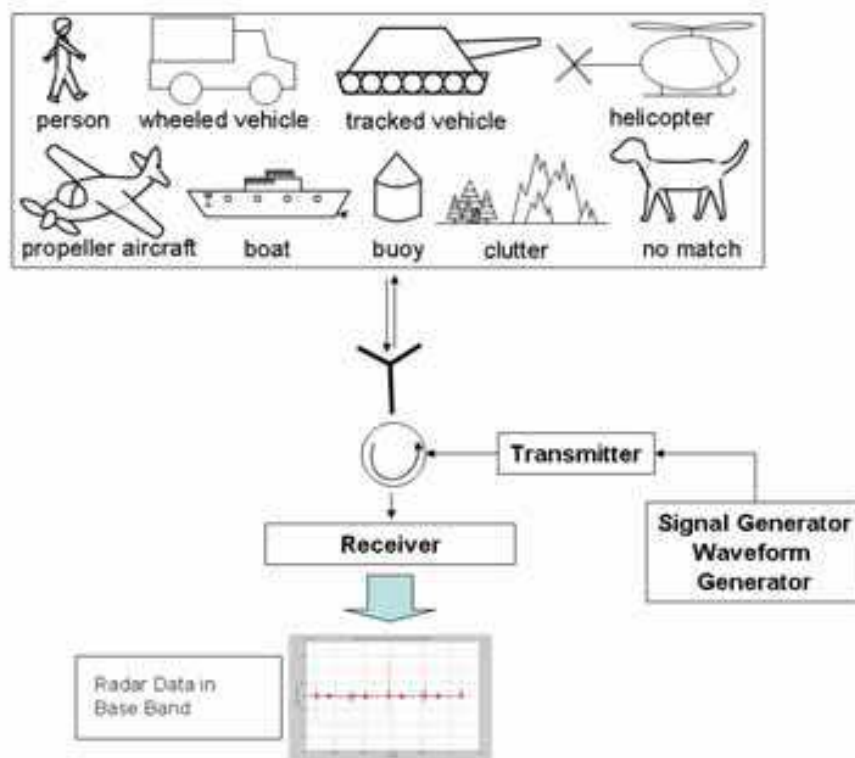 person
wheeled vehicle
tracked vehicle
helicopter
propeller aircraft
boat
buoy
clutter
no match
Transmitter
Signal Generator
Waveform
Generator
Receiver
Radar Data in
Base Band